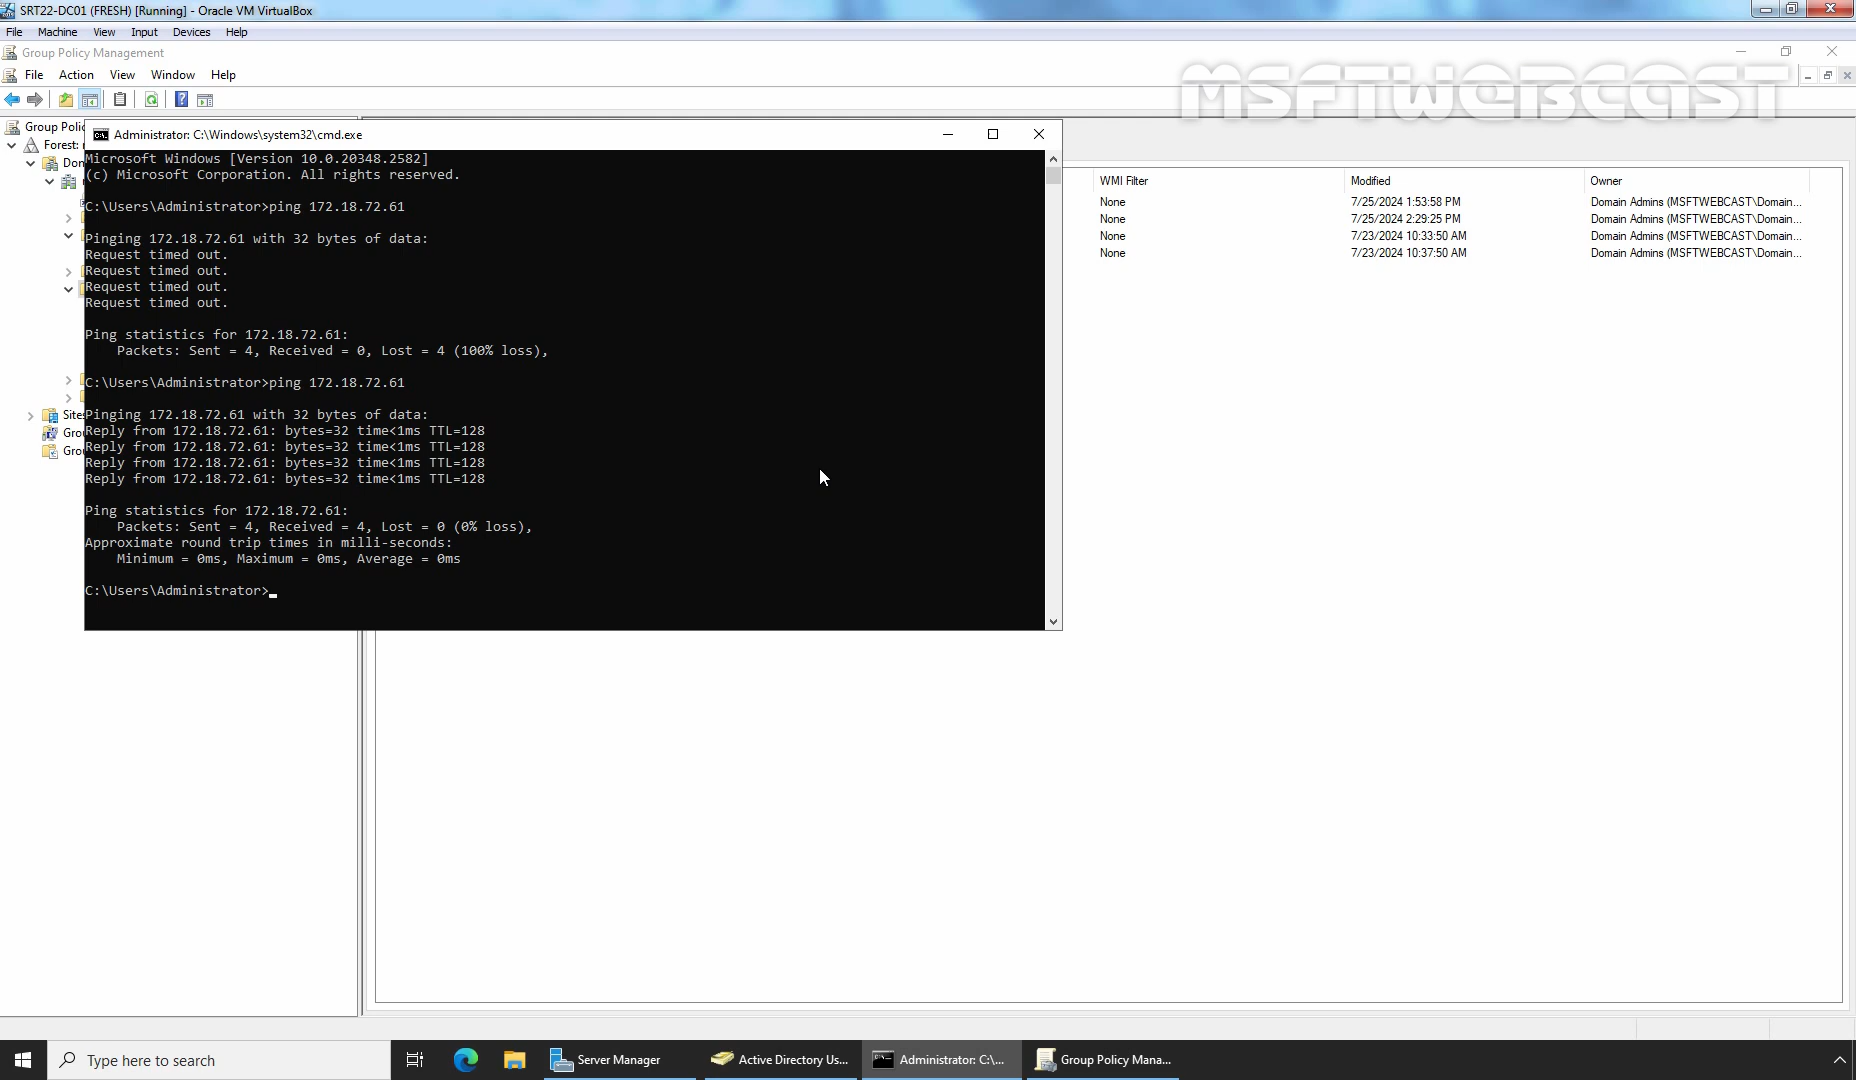 SRT22-DC01 (FRESH) [Running] - Oracle VM VirtualBox
File Machine View Input Devices Help
Group Policy Management
File Action View Window Help
MSFTWEBCAST
Group Polic
Forest:
Don
Sites
Grou
Grou
Administrator: C:\Windows\system32\cmd.exe
Microsoft Windows [Version 10.0.20348.2582]
(c) Microsoft Corporation. All rights reserved.
C:\Users\Administrator>ping 172.18.72.61
Pinging 172.18.72.61 with 32 bytes of data:
Request timed out.
Request timed out.
Request timed out.
Request timed out.
Ping statistics for 172.18.72.61:
Packets: Sent = 4, Received = 0, Lost = 4 (100% loss),
C:\Users\Administrator>ping 172.18.72.61
Pinging 172.18.72.61 with 32 bytes of data:
Reply from 172.18.72.61: bytes=32 time<1ms TTL=128
Reply from 172.18.72.61: bytes=32 time<1ms TTL=128
Reply from 172.18.72.61: bytes=32 time<1ms TTL=128
Reply from 172.18.72.61: bytes=32 time<1ms TTL=128
Ping statistics for 172.18.72.61:
Packets: Sent = 4, Received = 4, Lost = 0 (0% loss),
Approximate round trip times in milli-seconds:
Minimum = 0ms, Maximum = 0ms, Average = 0ms
C:\Users\Administrator>
WMI Filter Modified Owner
None 7/25/2024 1:53:58 PM Domain Admins (MSFTWEBCAST\Domain...
None 7/25/2024 2:29:25 PM Domain Admins (MSFTWEBCAST\Domain...
None 7/23/2024 10:33:50 AM Domain Admins (MSFTWEBCAST\Domain...
None 7/23/2024 10:37:50 AM Domain Admins (MSFTWEBCAST\Domain...
Type here to search
Server Manager
Active Directory Us...
Administrator: C:\...
Group Policy Mana...